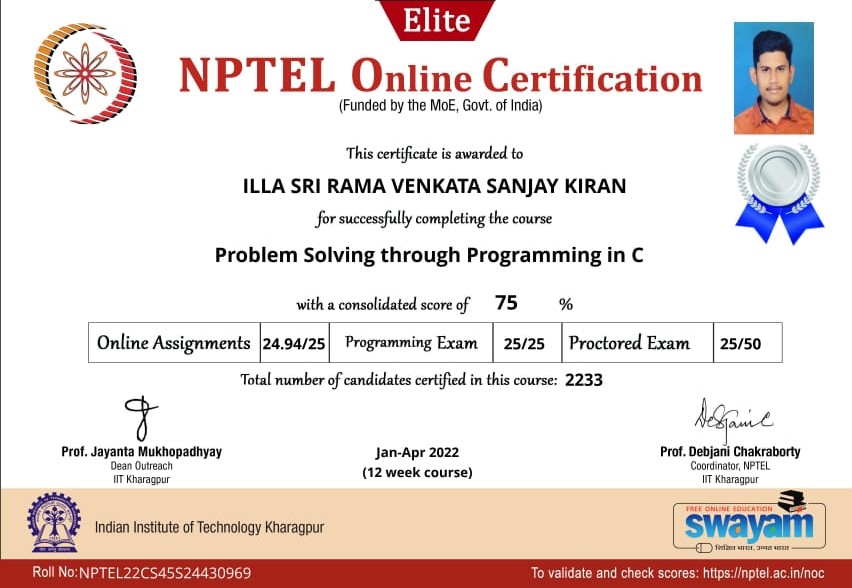 Elite
NPTEL Online Certification
(Funded by the MoE, Govt. of India)
This certificate is awarded to
ILLA SRI RAMA VENKATA SANJAY KIRAN
for successfully completing the course
Problem Solving through Programming in C
with a consolidated score of 75 %
Online Assignments 24.94/25 Programming Exam 25/25 Proctored Exam 25/50
Total number of candidates certified in this course: 2233
Prof. Jayanta Mukhopadhyay
Dean Outreach
IIT Kharagpur
Jan-Apr 2022
(12 week course)
Prof. Debjani Chakraborty
Coordinator, NPTEL
IIT Kharagpur
Indian Institute of Technology Kharagpur
FREE ONLINE EDUCATION
swayam
शिक्षित भारत, उन्नत भारत
Roll No: NPTEL22CS45S24430969
To validate and check scores: https://nptel.ac.in/noc